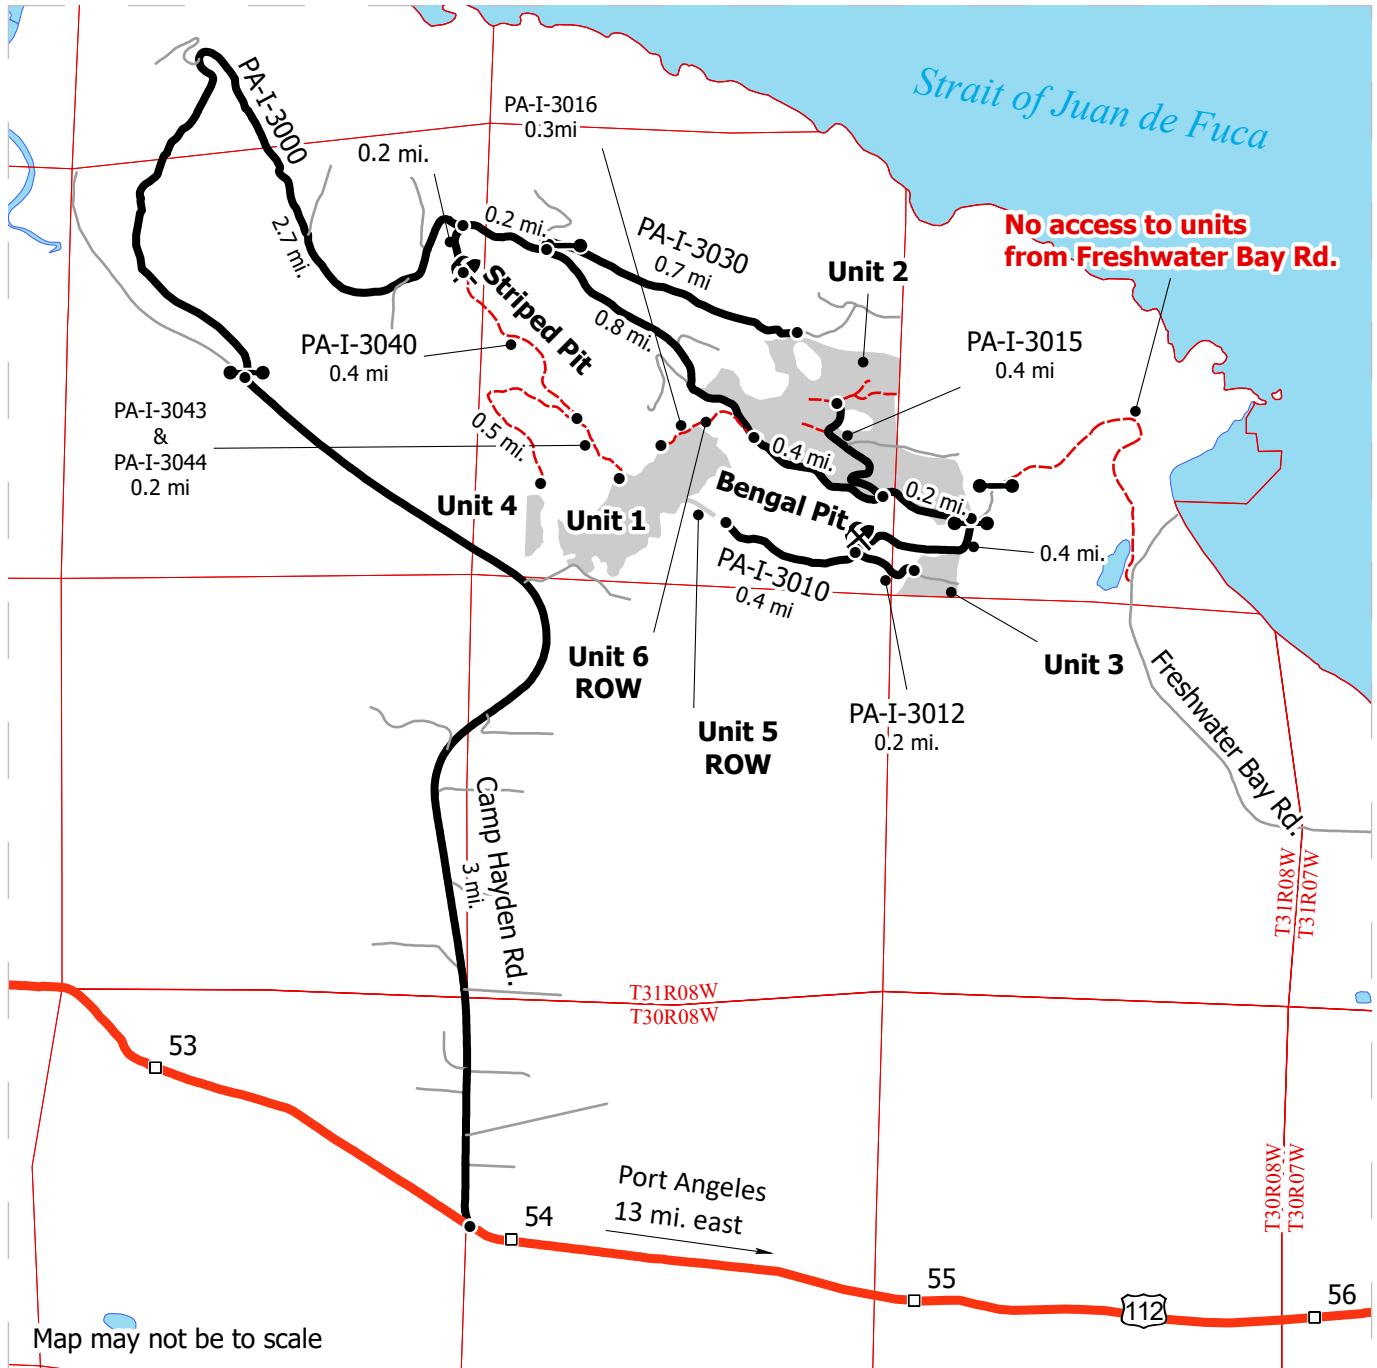 Strait of Juan de Fuca
PA-I-3000
2.7 mi.
PA-I-3016
0.3mi
0.2 mi.
0.2 mi.
PA-I-3030
0.7 mi
Unit 2
No access to units
from Freshwater Bay Rd.
Striped Pit
0.8 mi.
PA-I-3040
0.4 mi
PA-I-3015
0.4 mi
PA-I-3043
&
PA-I-3044
0.2 mi
0.5 mi.
0.4 mi.
Unit 4
Unit 1
Bengal Pit
0.2 mi.
0.4 mi.
PA-I-3010
0.4 mi
Unit 6
ROW
Unit 3
Unit 5
ROW
PA-I-3012
0.2 mi.
Freshwater Bay Rd.
Camp Hayden Rd.
3 mi.
T31R08W
T31R07W
T31R08W
T30R08W
53
T30R08W
T30R07W
Port Angeles
13 mi. east
54
55
56
112
Map may not be to scale